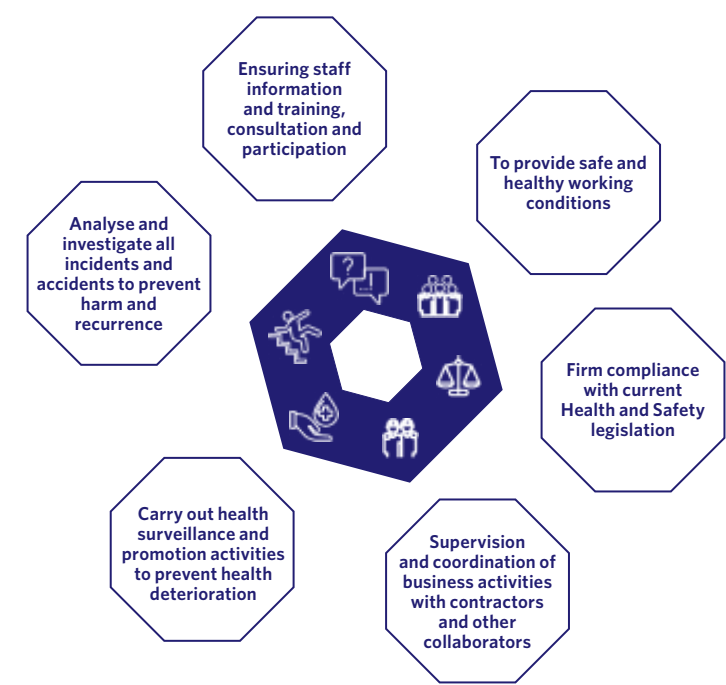 Ensuring staff
information
and training,
consultation and
participation
To provide safe and
healthy working
conditions
Analyse and
investigate all
incidents and
accidents to prevent
harm and
recurrence
?
...!
Firm compliance
with current
Health and Safety
legislation
Carry out health
surveillance and
promotion activities
to prevent health
deterioration
Supervision
and coordination of
business activities
with contractors
and other
collaborators